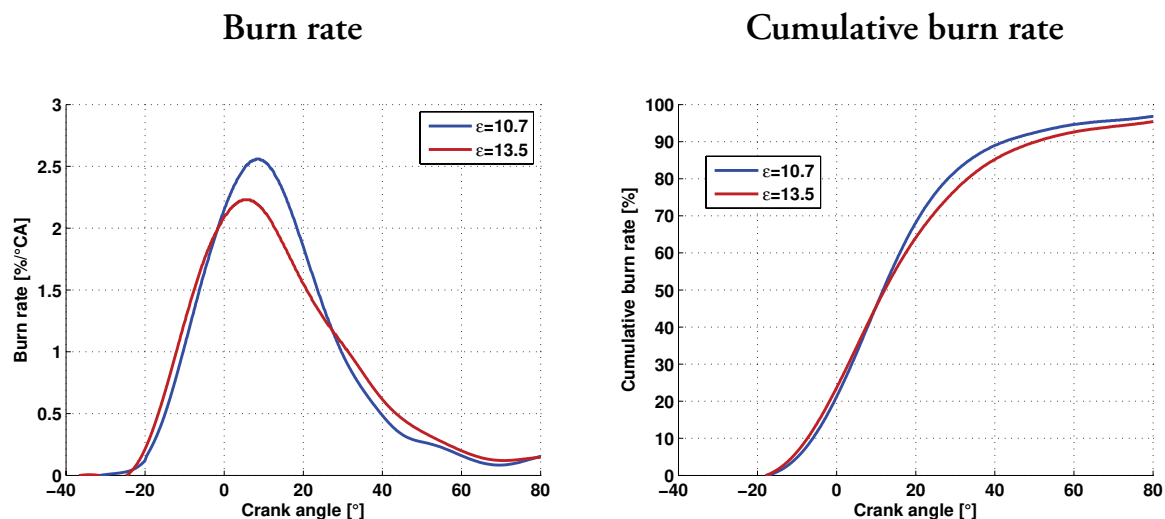 Burn rate
3
2.5
2
1.5
1
0.5
0
−40 −20 0 20 40 60 80
Burn rate [%/°CA]
Crank angle [°]
ε=10.7
ε=13.5
Cumulative burn rate
100
90
80
70
60
50
40
30
20
10
0
−40 −20 0 20 40 60 80
Cumulative burn rate [%]
Crank angle [°]
ε=10.7
ε=13.5